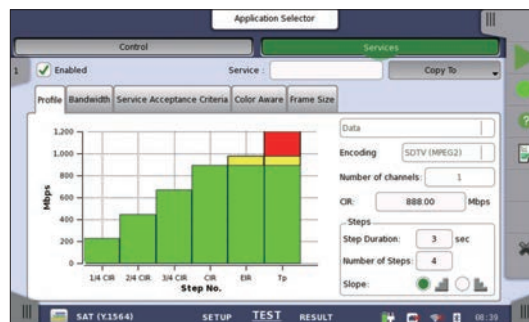 Application Selector
Control
Services
1
Enabled
Service :
Copy To
Profile
Bandwidth
Service Acceptance Criteria
Color Aware
Frame Size
1,200
1,000
800
600
400
200
0
Mbps
1/4 CIR
2/4 CIR
3/4 CIR
CIR
EIR
Tp
Step No.
Data
Encoding
SDTV (MPEG2)
Number of channels:
1
CIR:
888.00
Mbps
Steps
Step Duration:
3
sec
Number of Steps:
4
Slope:
SAT (Y.1564)
SETUP
TEST
RESULT
08:39